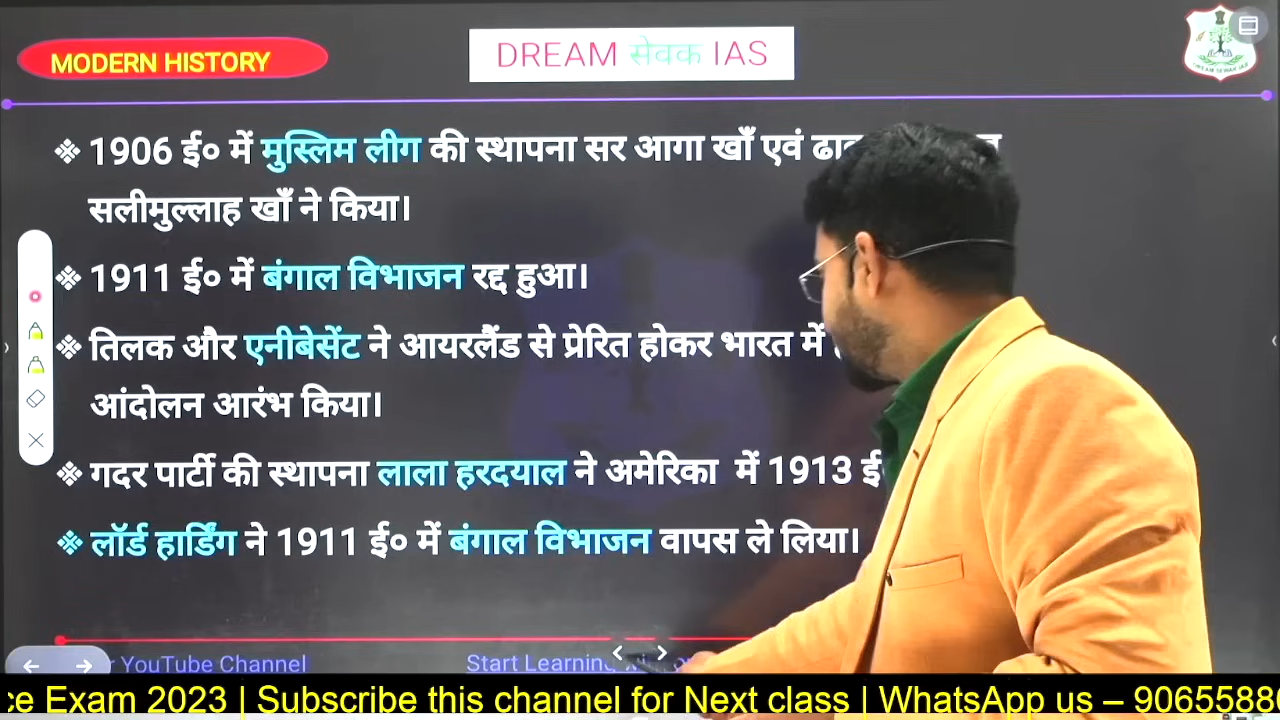 MODERN HISTORY
DREAM सेवक IAS
❖ 1906 ई० में मुस्लिम लीग की स्थापना सर आगा खाँ एवं
सलीमुल्लाह खाँ ने किया।
❖ 1911 ई० में बंगाल विभाजन रद्द हुआ।
❖ तिलक और एनीबेसेंट ने आयरलैंड से प्रेरित होकर भारत में
आंदोलन आरंभ किया।
❖ गदर पार्टी की स्थापना लाला हरदयाल ने अमेरिका में 1913 ई
❖ लॉर्ड हार्डिंग ने 1911 ई० में बंगाल विभाजन वापस ले लिया।
YouTube Channel
Start Learning
Exam 2023 | Subscribe this channel for Next class | WhatsApp us – 9065588